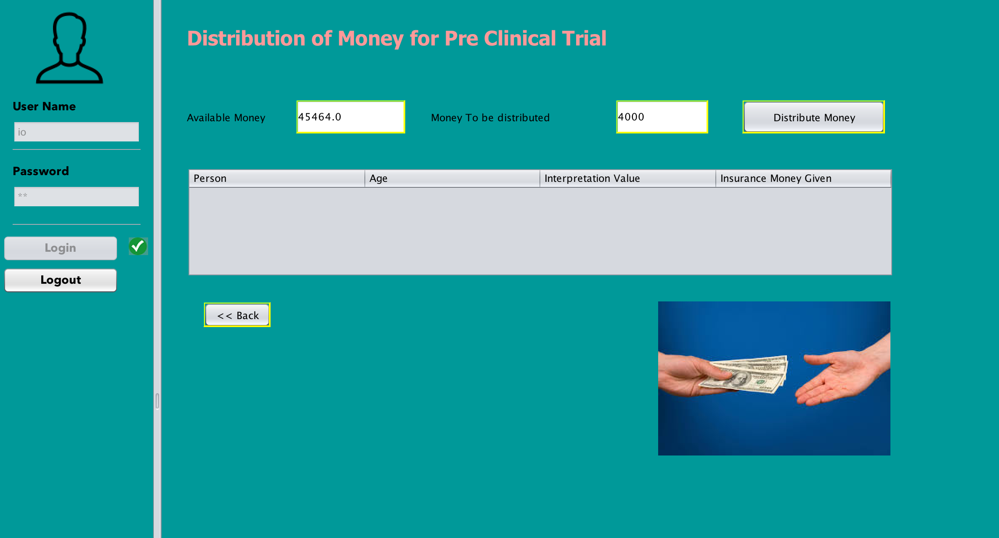 Distribution of Money for Pre Clinical Trial
User Name
io
Password
**
Login
Logout
Available Money 45464.0 Money To be distributed 4000 Distribute Money
Person Age Interpretation Value Insurance Money Given
<< Back